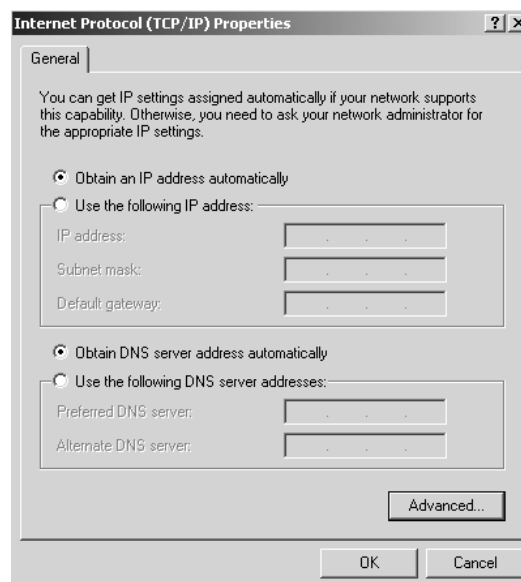 Internet Protocol (TCP/IP) Properties
General
You can get IP settings assigned automatically if your network supports
this capability. Otherwise, you need to ask your network administrator for
the appropriate IP settings.
Obtain an IP address automatically
Use the following IP address:
IP address:
Subnet mask:
Default gateway:
Obtain DNS server address automatically
Use the following DNS server addresses:
Preferred DNS server:
Alternate DNS server:
Advanced...
OK Cancel